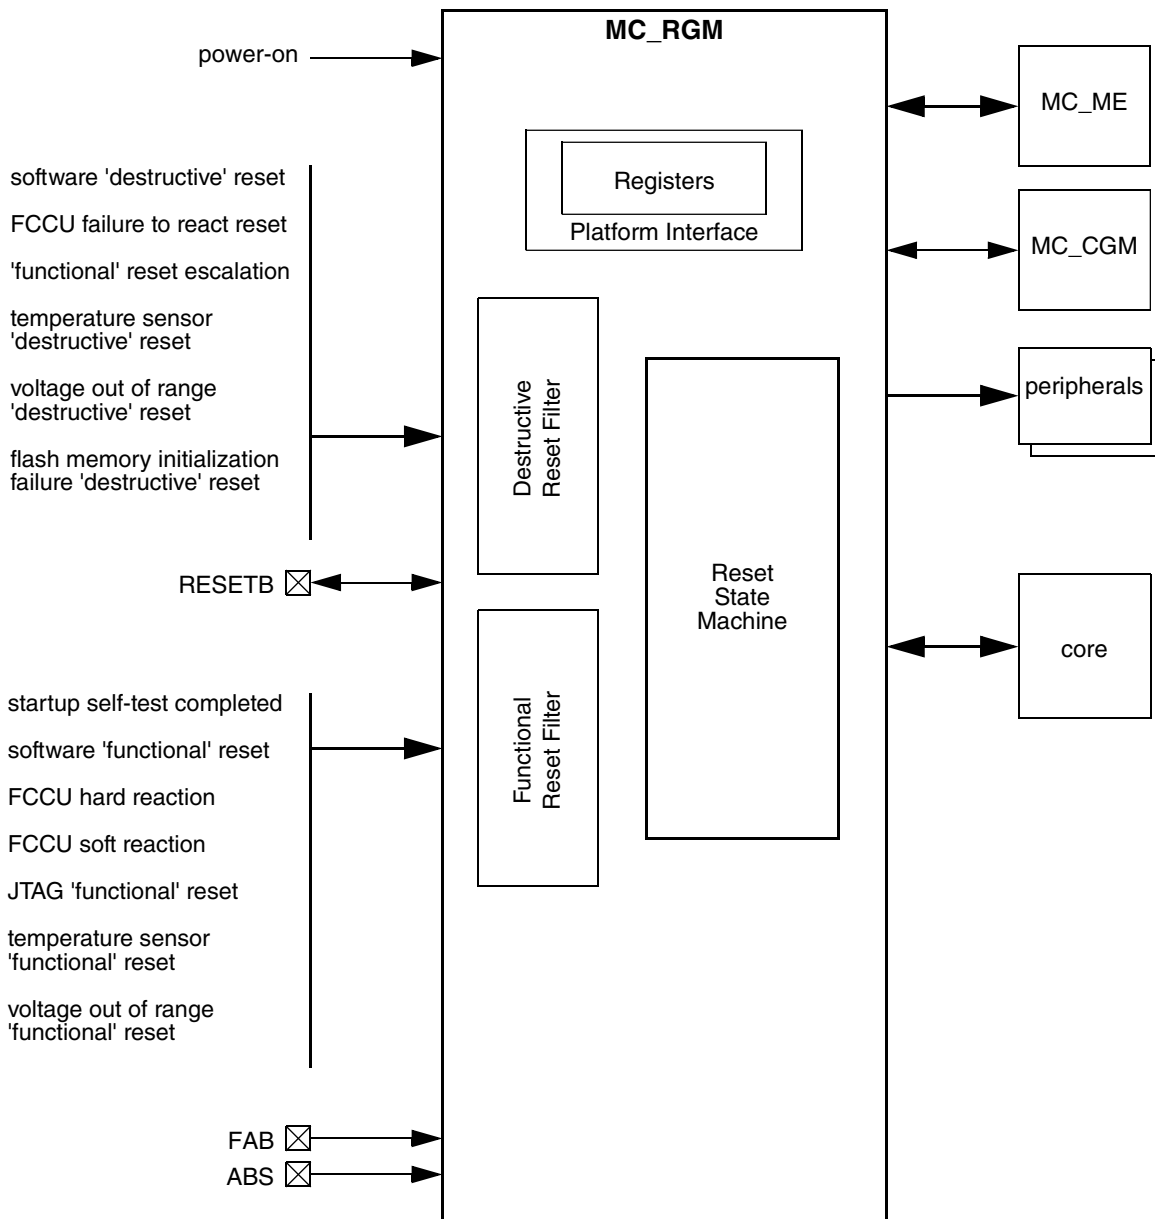 MC_RGM
power-on
MC_ME
software 'destructive' reset
Registers
FCCU failure to react reset
Platform Interface
MC_CGM
'functional' reset escalation
temperature sensor
'destructive' reset
voltage out of range
'destructive' reset
peripherals
flash memory initialization
failure 'destructive' reset
Destructive
Reset Filter
RESETB
Reset
State
Machine
core
startup self-test completed
software 'functional' reset
FCCU hard reaction
FCCU soft reaction
JTAG 'functional' reset
temperature sensor
'functional' reset
voltage out of range
'functional' reset
Functional
Reset Filter
FAB
ABS